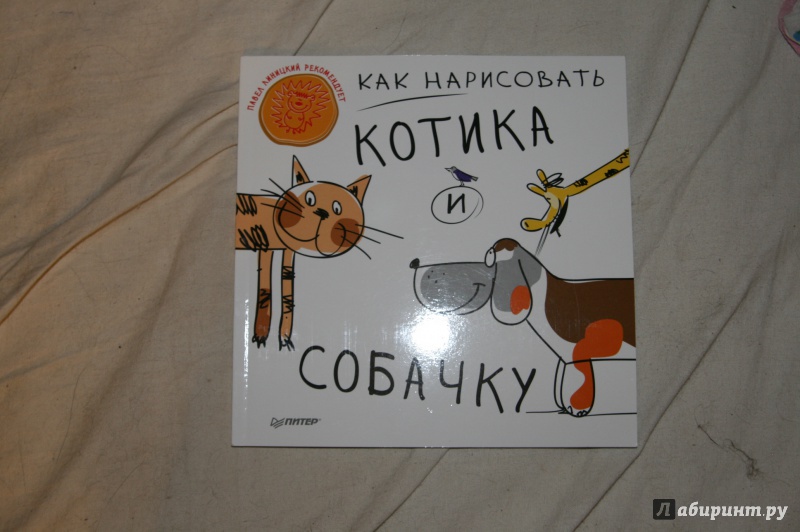 ПАВЕЛ ЛИНИЦКИЙ РЕКОМЕНДУЕТ
КАК НАРИСОВАТЬ
КОТИКА
И
СОБАЧКУ
ПИТЕР
Лабиринт.ру